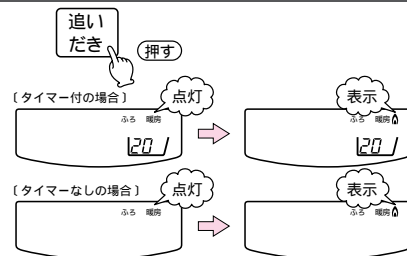 追い
だき
押す
〔タイマー付の場合〕
点灯
表示
ふろ 暖房
ふろ 暖房
20
20
〔タイマーなしの場合〕
点灯
表示
ふろ 暖房
ふろ 暖房